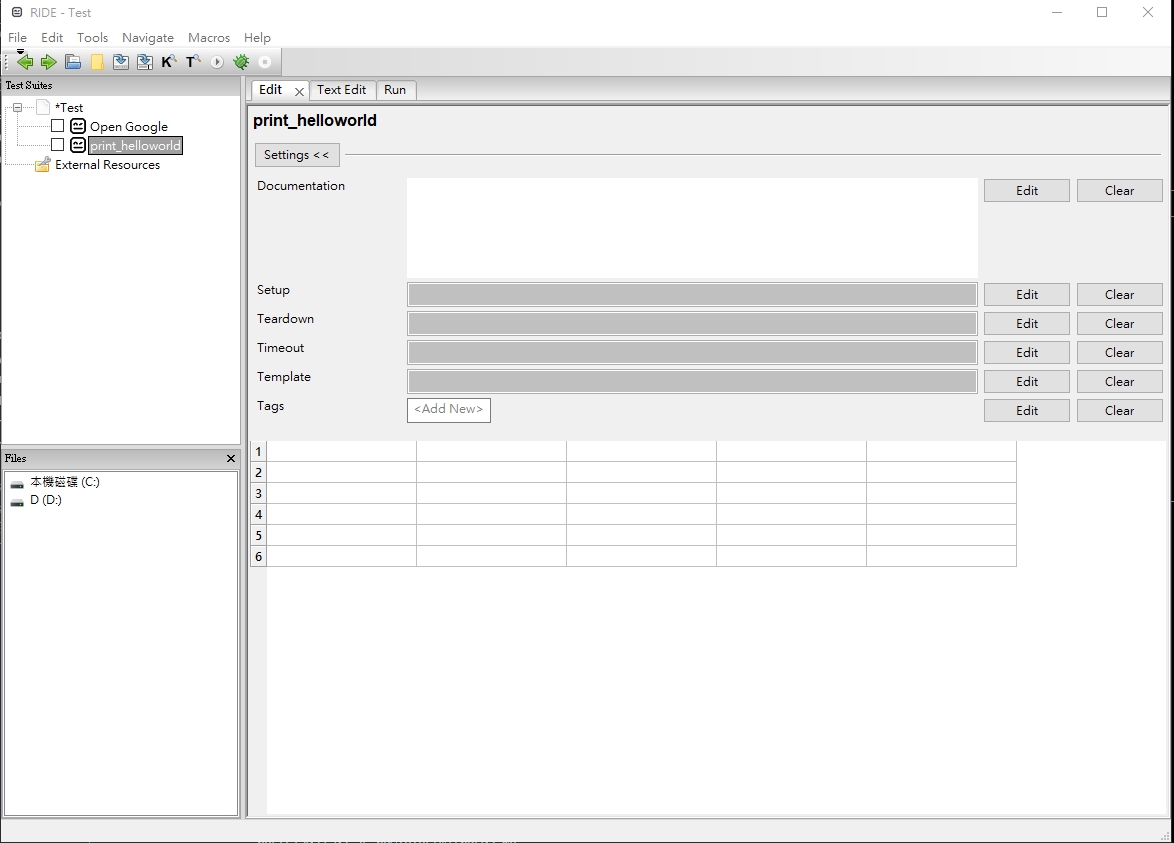 RIDE - Test
File Edit Tools Navigate Macros Help
K T
Test Suites
*Test
Open Google
print_helloworld
External Resources
Files
本機磁碟 (C:)
D (D:)
Edit Text Edit Run
print_helloworld
Settings <<
Documentation Edit Clear
Setup Edit Clear
Teardown Edit Clear
Timeout Edit Clear
Template Edit Clear
Tags <Add New> Edit Clear
1
2
3
4
5
6